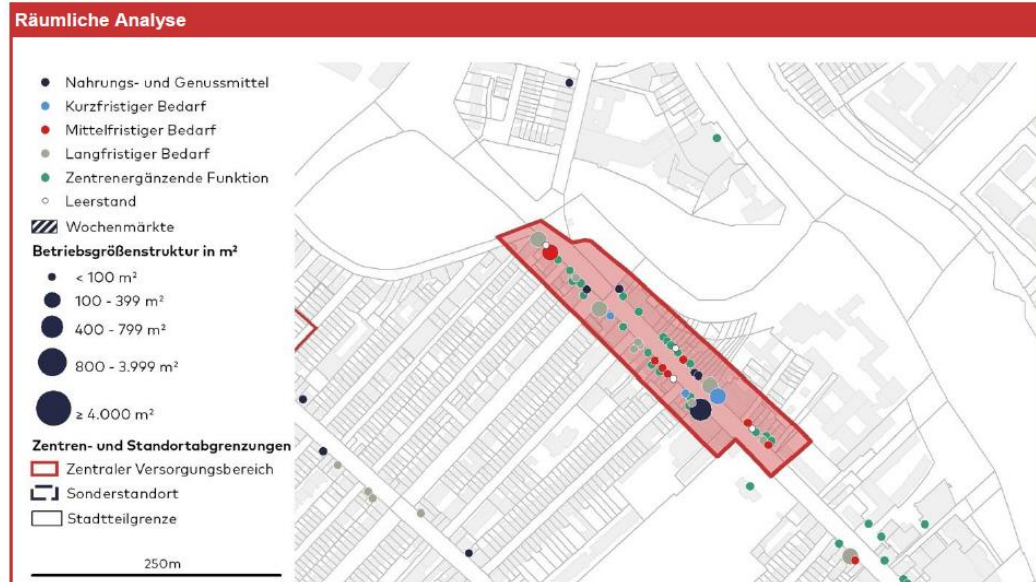 Räumliche Analyse
Nahrungs- und Genussmittel
Kurzfristiger Bedarf
Mittelfristiger Bedarf
Langfristiger Bedarf
Zentrenergänzende Funktion
Leerstand
Wochenmärkte
Betriebsgrößenstruktur in m²
< 100 m²
100 - 399 m²
400 - 799 m²
800 - 3.999 m²
≥ 4.000 m²
Zentren- und Standortabgrenzungen
Zentraler Versorgungsbereich
Sonderstandort
Stadtteilgrenze
250m